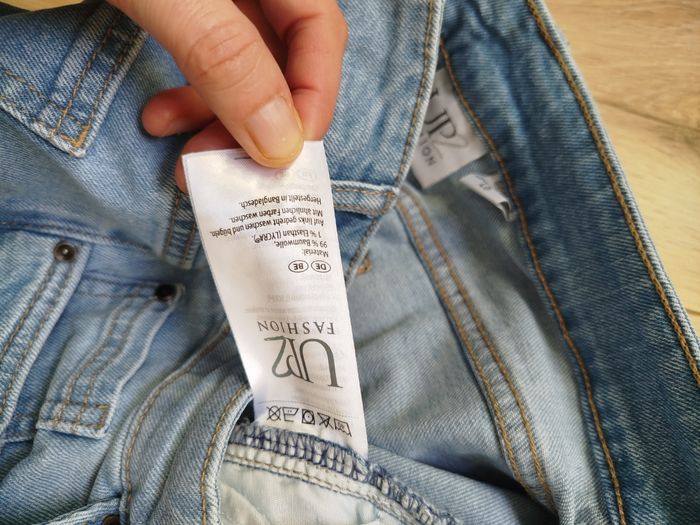 UP2
FASHION
DE BE
Material:
99 % Baumwolle,
1 % Elasthan (LYCRA®).
Auf links gedreht waschen und bügeln.
Mit ähnlichen Farben waschen.
Hergestellt in Bangladesch.
UP2